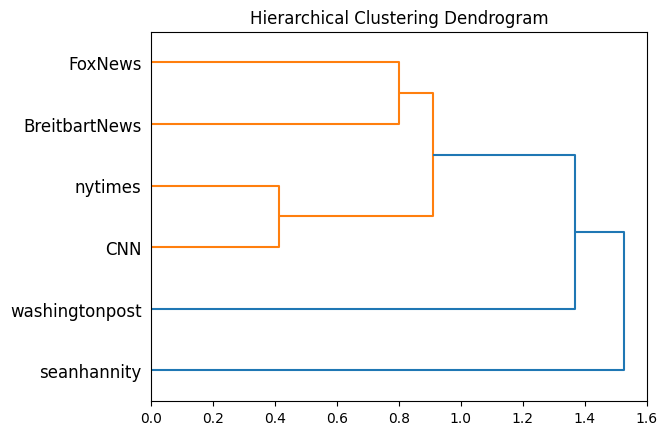 Hierarchical Clustering Dendrogram
FoxNews
BreitbartNews
nytimes
CNN
washingtonpost
seanhannity
0.0 0.2 0.4 0.6 0.8 1.0 1.2 1.4 1.6